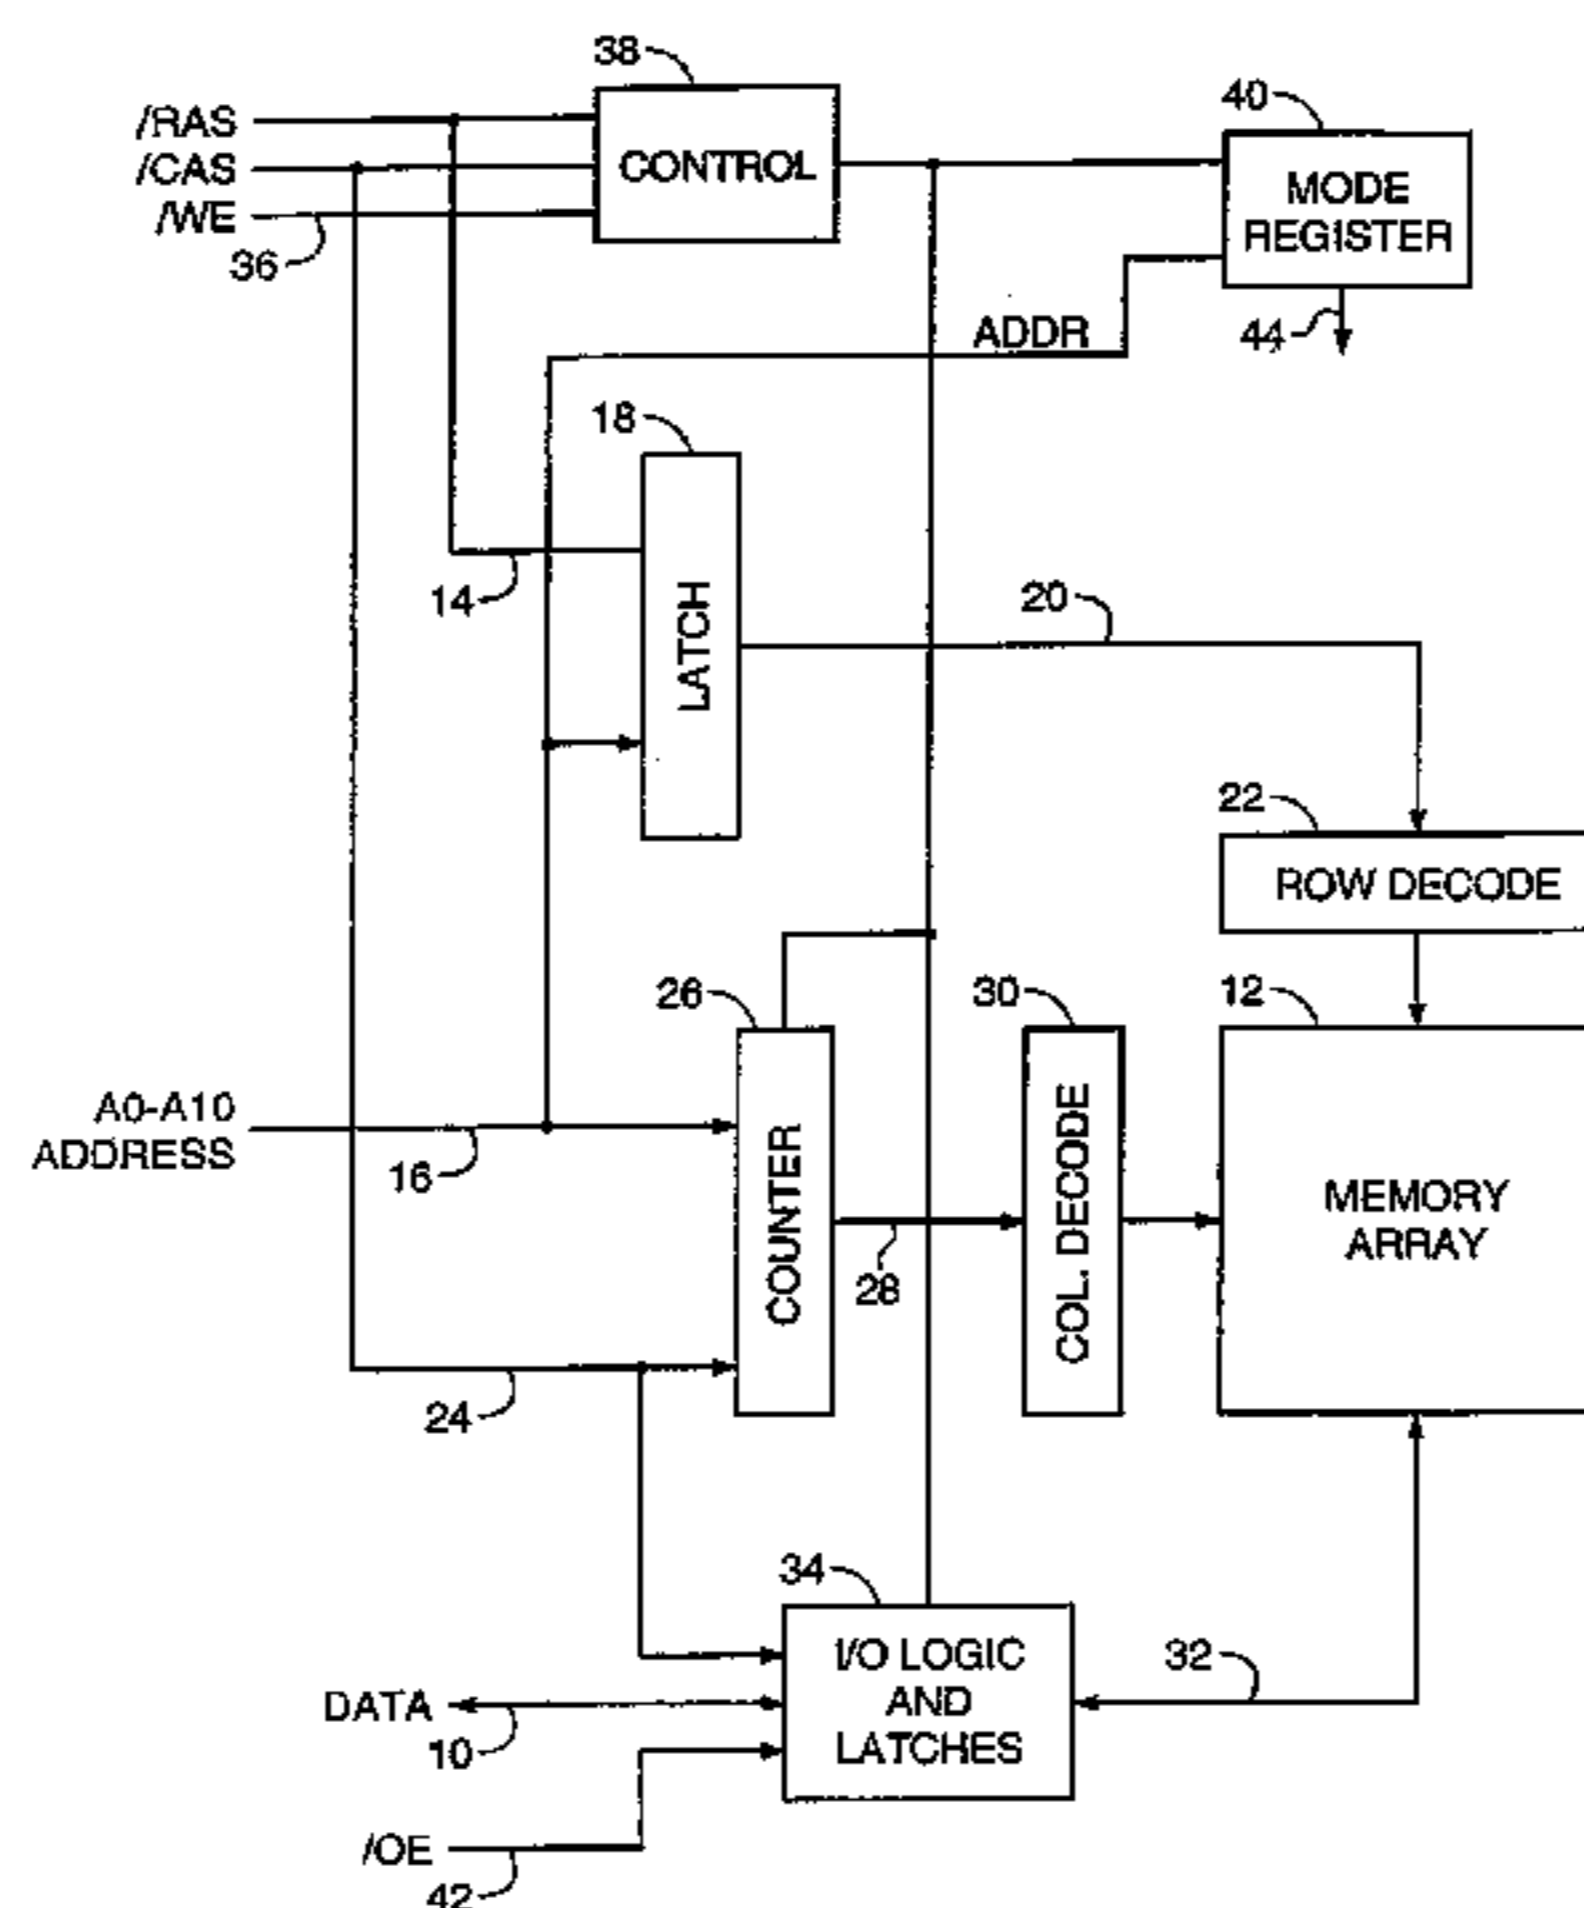 38
40
/RAS
/CAS
/WE
36
CONTROL
MODE
REGISTER
44
ADDR
18
14
LATCH
20
22
ROW DECODE
26
30
12
A0-A10
ADDRESS
16
COUNTER
28
COL. DECODE
MEMORY
ARRAY
24
34
I/O LOGIC
AND
LATCHES
32
DATA
10
/OE
42